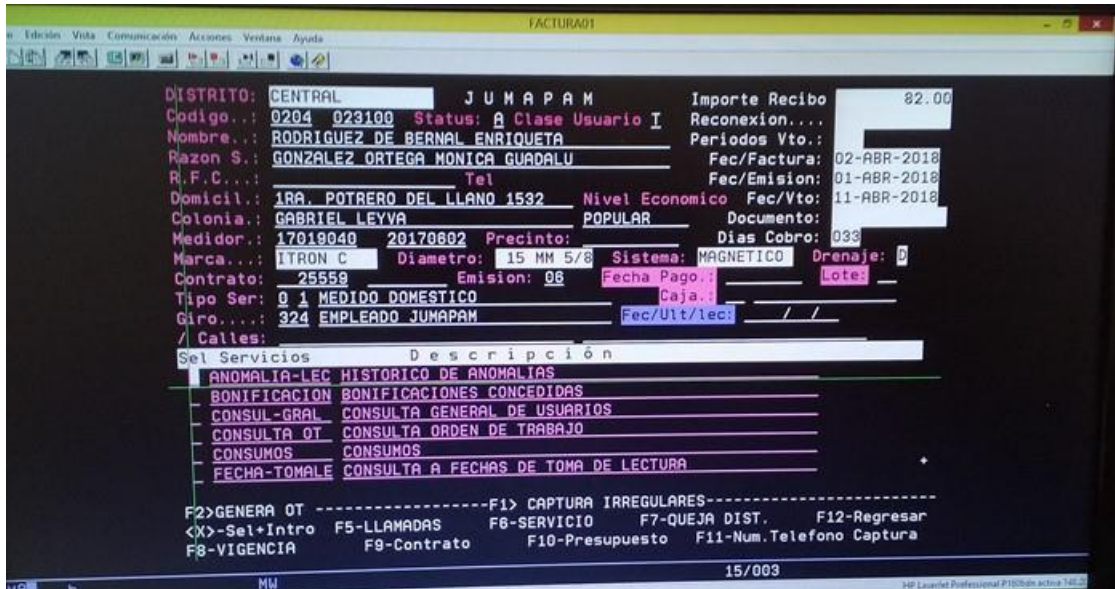 FACTURA01
Edición Vista Comunicación Acciones Ventana Ayuda
DISTRITO: CENTRAL J U M A P A M Importe Recibo 82.00
Codigo..: 0204 023100 Status: A Clase Usuario T Reconexion....
Nombre..: RODRIGUEZ DE BERNAL ENRIQUETA Periodos Vto.:
Razon S.: GONZALEZ ORTEGA MONICA GUADALU Fec/Factura: 02-ABR-2018
R.F.C...: Tel Fec/Emision: 01-ABR-2018
Domicil.: 1RA. POTRERO DEL LLANO 1532 Nivel Economico Fec/Vto: 11-ABR-2018
Colonia.: GABRIEL LEYVA POPULAR Documento:
Medidor.: 17019040 20170602 Precinto: Dias Cobro: 033
Marca...: ITRON C Diametro: 15 MM 5/8 Sistema: MAGNETICO Drenaje: D
Contrato: 25559 Emision: 06 Fecha Pago.: Lote:
Tipo Ser: 0 1 MEDIDO DOMESTICO Caja.:
Giro....: 324 EMPLEADO JUMAPAM Fec/Ult/lec: / /
/ Calles:
Sel Servicios D e s c r i p c i ó n
ANOMALIA-LEC HISTORICO DE ANOMALIAS
BONIFICACION BONIFICACIONES CONCEDIDAS
CONSUL-GRAL CONSULTA GENERAL DE USUARIOS
CONSULTA OT CONSULTA ORDEN DE TRABAJO
CONSUMOS CONSUMOS
FECHA-TOMALE CONSULTA A FECHAS DE TOMA DE LECTURA
F2>GENERA OT -----------------F1> CAPTURA IRREGULARES-----------------------
<X>-Sel+Intro F5-LLAMADAS F6-SERVICIO F7-QUEJA DIST. F12-Regresar
F8-VIGENCIA F9-Contrato F10-Presupuesto F11-Num.Telefono Captura
MW 15/003
HP LaserJet Professional